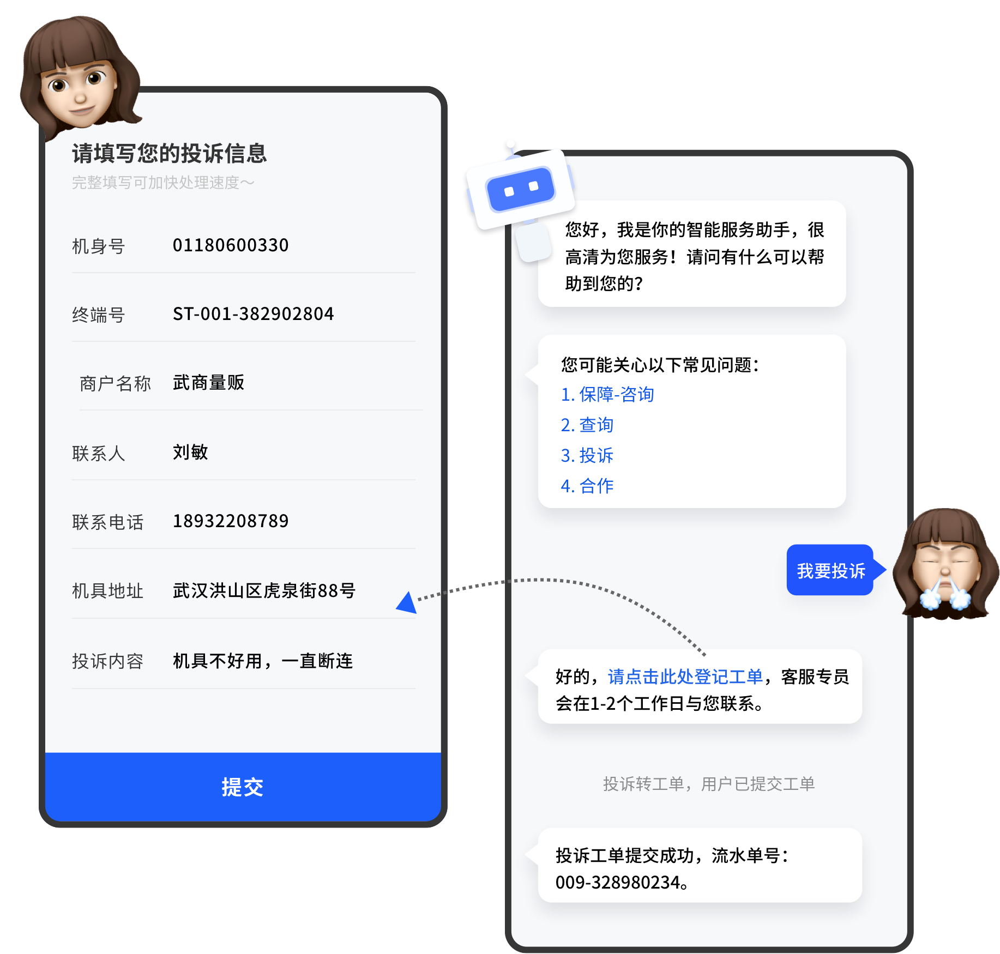 请填写您的投诉信息
完整填写可加快处理速度～
机身号 01180600330
终端号 ST-001-382902804
商户名称 武商量贩
联系人 刘敏
联系电话 18932208789
机具地址 武汉洪山区虎泉街88号
投诉内容 机具不好用，一直断连
提交
您好，我是你的智能服务助手，很
高清为您服务！请问有什么可以帮
助到您的？
您可能关心以下常见问题：
1. 保障-咨询
2. 查询
3. 投诉
4. 合作
我要投诉
好的，请点击此处登记工单，客服专员
会在1-2个工作日与您联系。
投诉转工单，用户已提交工单
投诉工单提交成功，流水单号：
009-328980234。